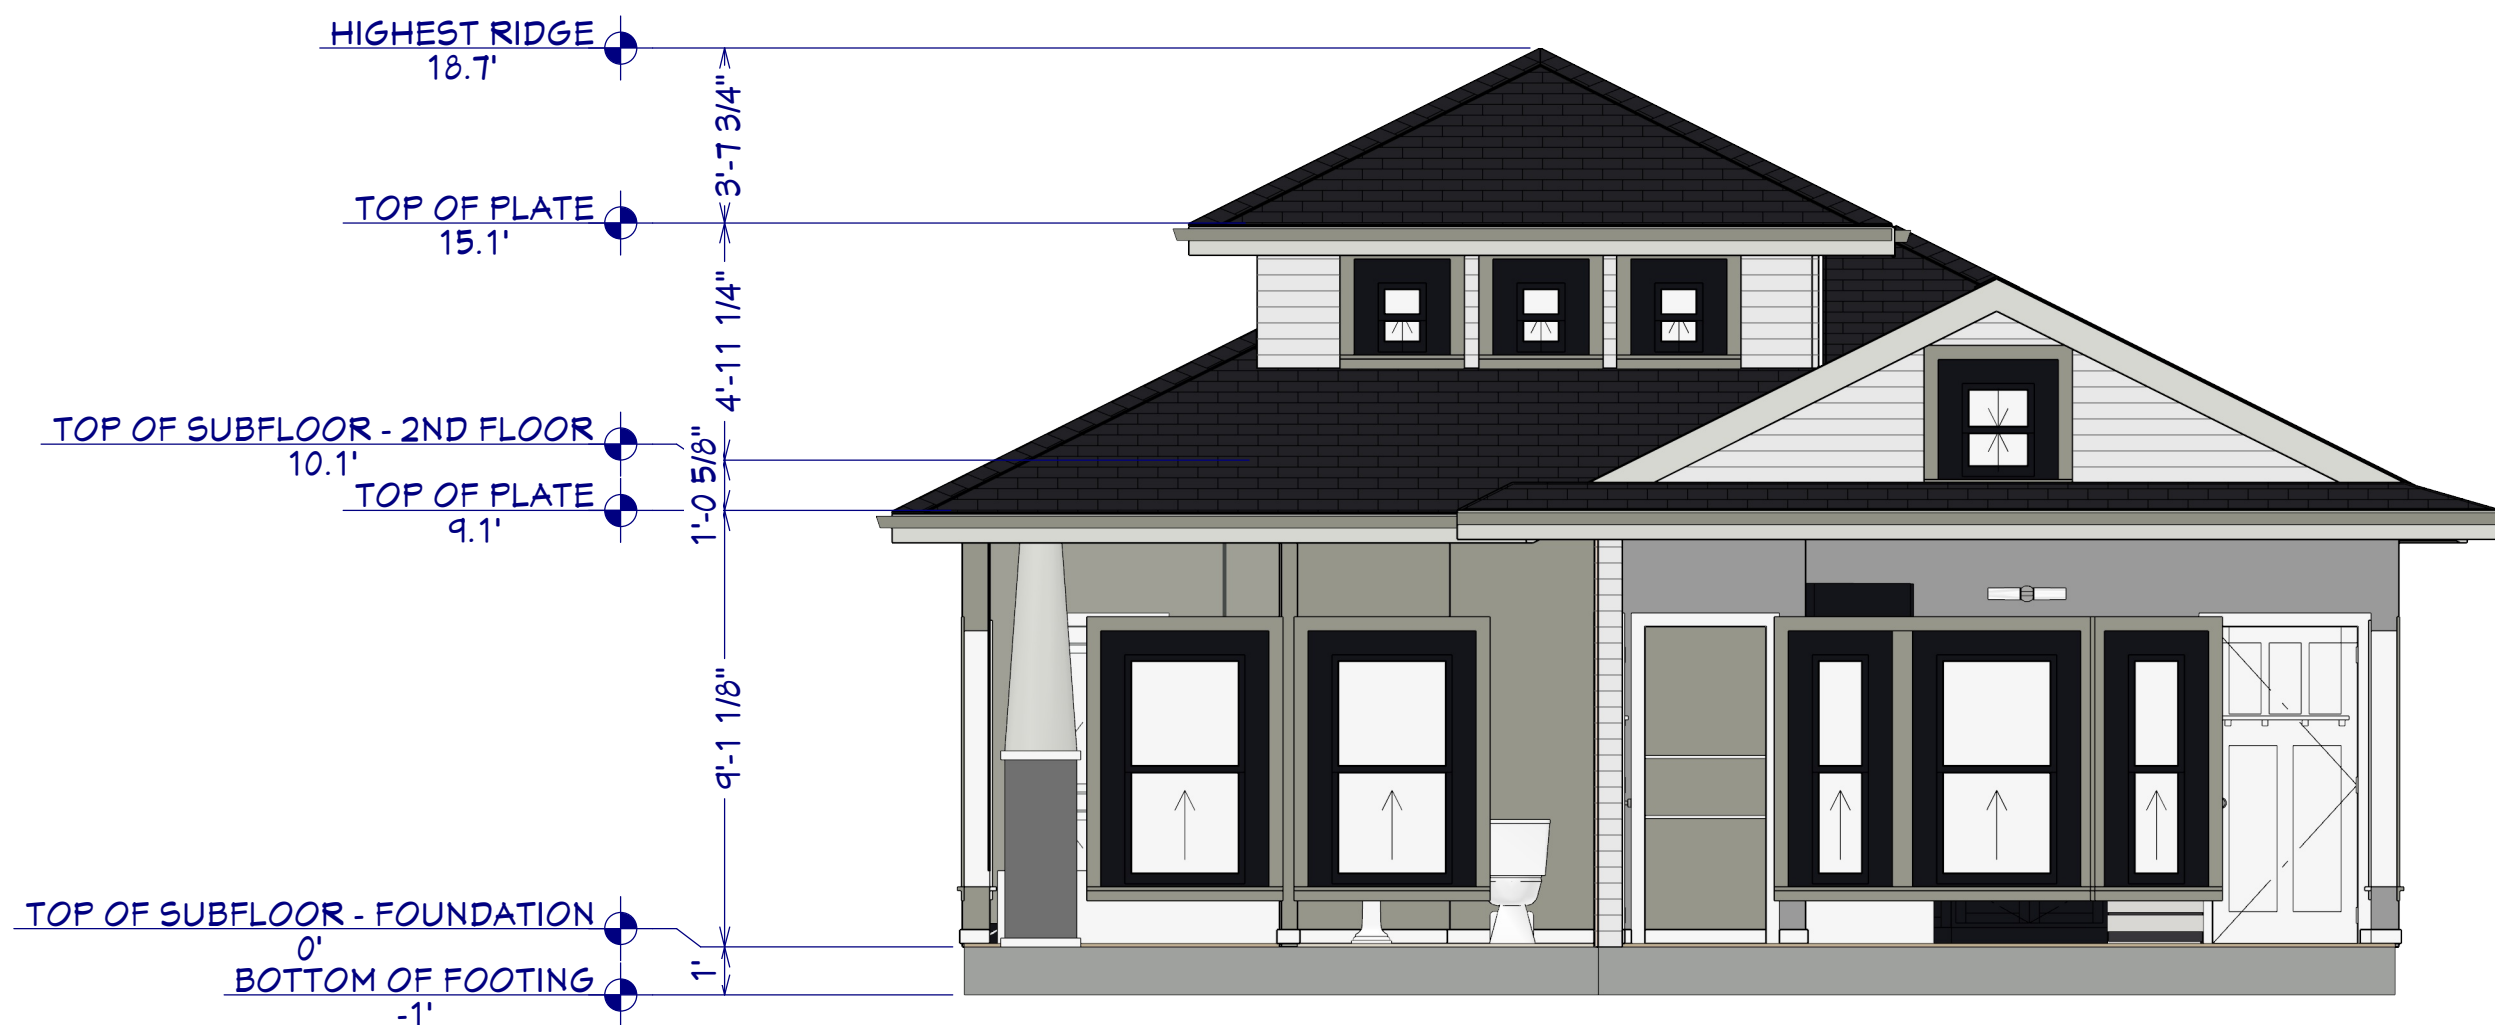 HIGHEST RIDGE
18.7'
3'-7 3/4"
TOP OF PLATE
15.1'
4'-11 1/4"
TOP OF SUBFLOOR - 2ND FLOOR
10.1'
1'-0 5/8"
TOP OF PLATE
9.1'
9'-1 1/8"
TOP OF SUBFLOOR - FOUNDATION
0'
1'
BOTTOM OF FOOTING
-1'